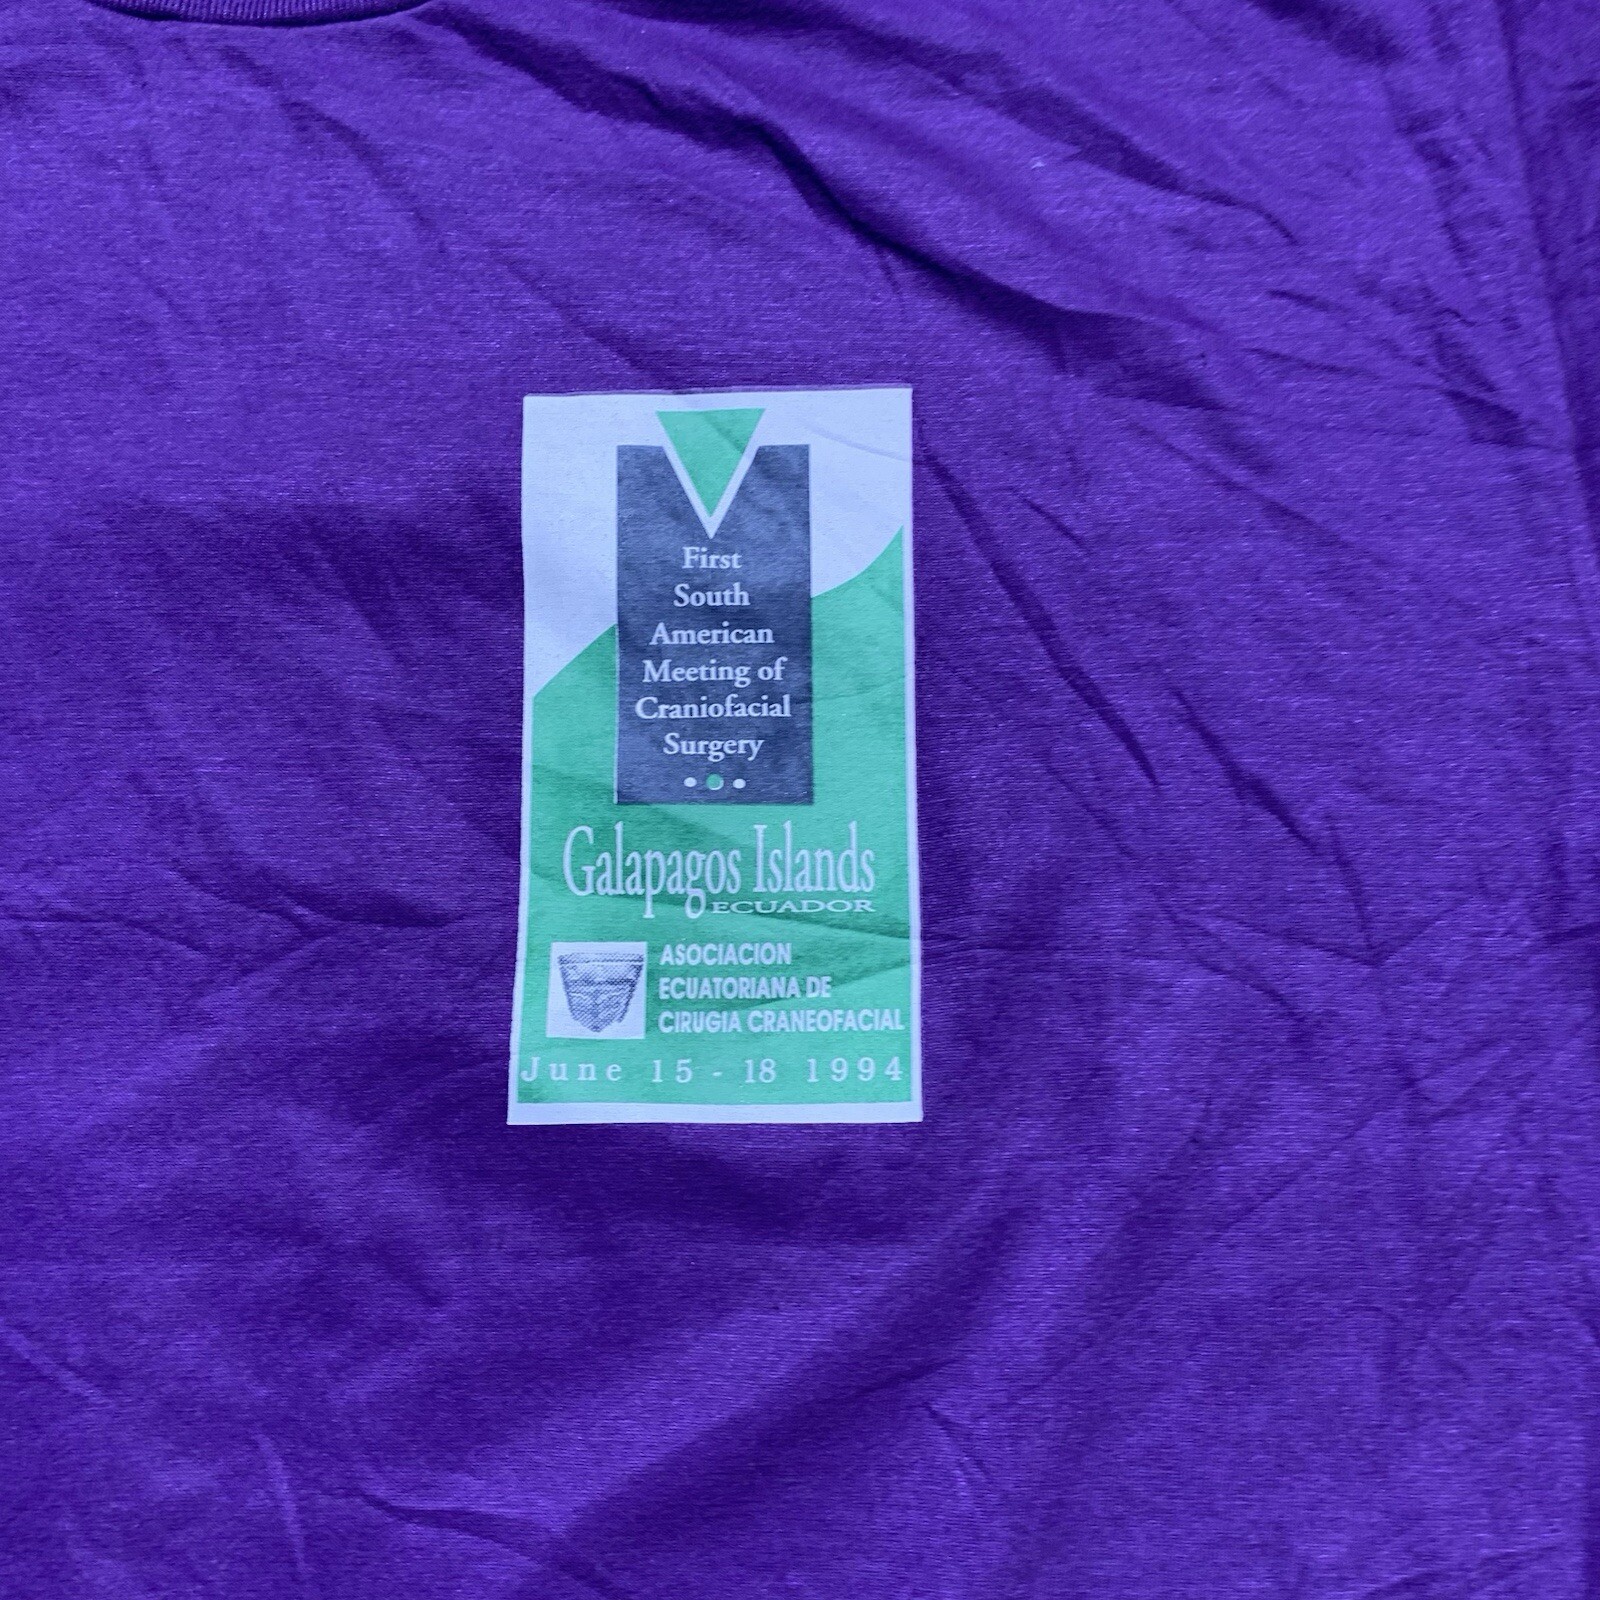 First
South
American
Meeting of
Craniofacial
Surgery
Galapagos Islands
ECUADOR
ASOCIACION
ECUATORIANA DE
CIRUGIA CRANEOFACIAL
June 15 - 18 1994